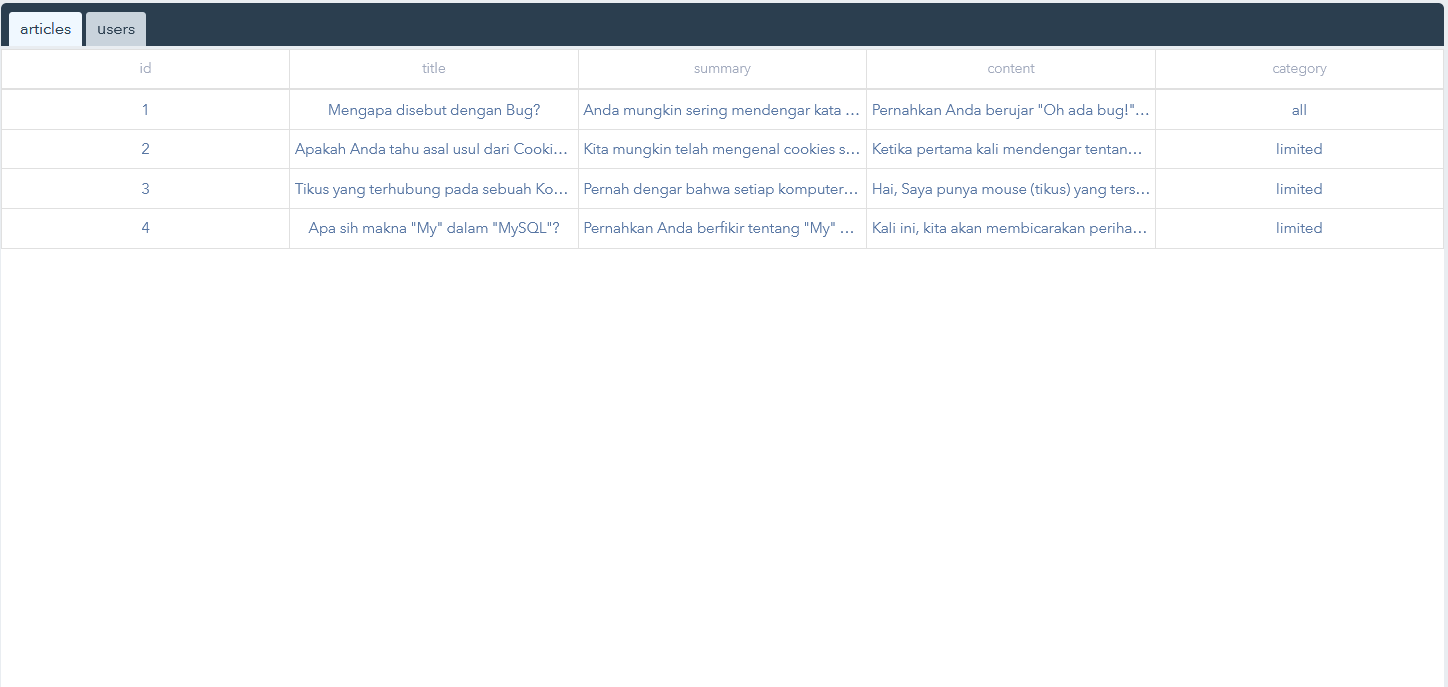 articles users
id title summary content category
1 Mengapa disebut dengan Bug? Anda mungkin sering mendengar kata ... Pernahkan Anda berujar "Oh ada bug!"... all
2 Apakah Anda tahu asal usul dari Cooki... Kita mungkin telah mengenal cookies s... Ketika pertama kali mendengar tentan... limited
3 Tikus yang terhubung pada sebuah Ko... Pernah dengar bahwa setiap komputer... Hai, Saya punya mouse (tikus) yang ters... limited
4 Apa sih makna "My" dalam "MySQL"? Pernahkan Anda berfikir tentang "My" ... Kali ini, kita akan membicarakan periha... limited